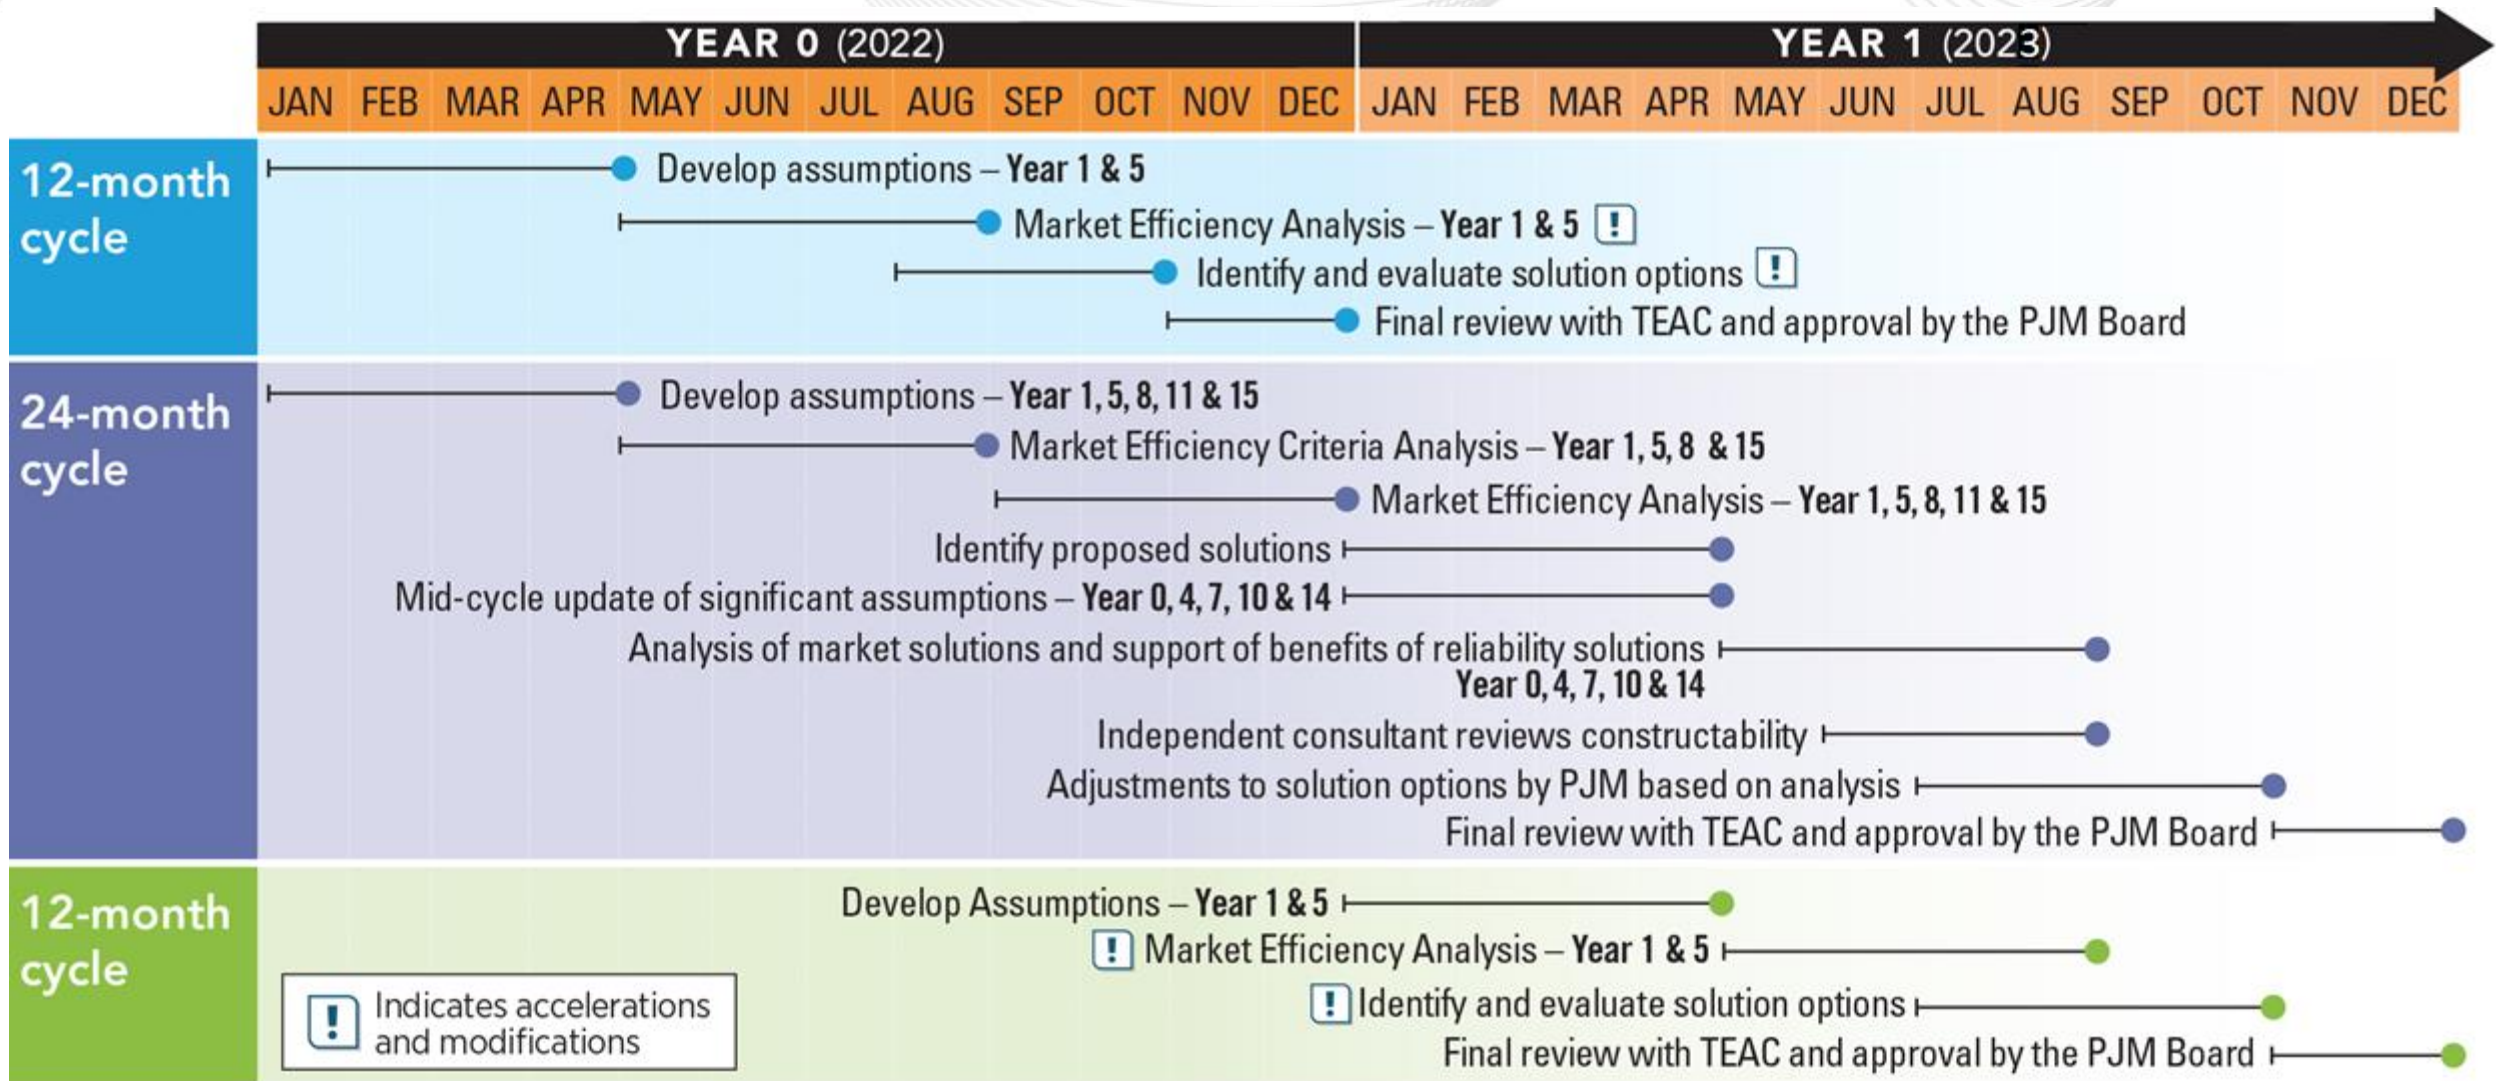 YEAR 0 (2022) YEAR 1 (2023)
JAN FEB MAR APR MAY JUN JUL AUG SEP OCT NOV DEC JAN FEB MAR APR MAY JUN JUL AUG SEP OCT NOV DEC
12-month
cycle
Develop assumptions – Year 1 & 5
Market Efficiency Analysis – Year 1 & 5 !
Identify and evaluate solution options !
Final review with TEAC and approval by the PJM Board
24-month
cycle
Develop assumptions – Year 1, 5, 8, 11 & 15
Market Efficiency Criteria Analysis – Year 1, 5, 8 & 15
Market Efficiency Analysis – Year 1, 5, 8, 11 & 15
Identify proposed solutions
Mid-cycle update of significant assumptions – Year 0, 4, 7, 10 & 14
Analysis of market solutions and support of benefits of reliability solutions
Year 0, 4, 7, 10 & 14
Independent consultant reviews constructability
Adjustments to solution options by PJM based on analysis
Final review with TEAC and approval by the PJM Board
12-month
cycle
Develop Assumptions – Year 1 & 5
! Market Efficiency Analysis – Year 1 & 5
! Identify and evaluate solution options
Final review with TEAC and approval by the PJM Board
! Indicates accelerations
and modifications